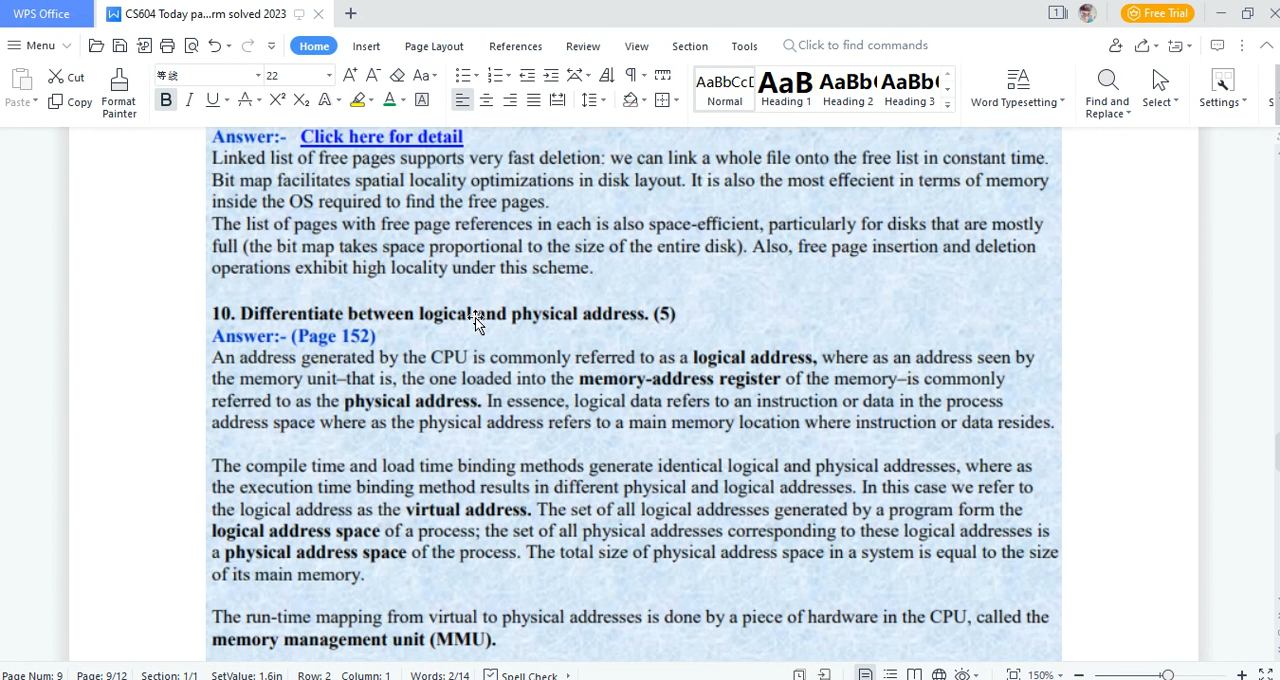 WPS Office CS604 Today pa...rm solved 2023 1 Free Trial
Menu Home Insert Page Layout References Review View Section Tools Click to find commands
Paste Cut Copy Format Painter 等线 22 AaBbCcD Normal AaB Heading 1 AaBb Heading 2 AaBb Heading 3 Word Typesetting Find and Replace Select Settings
Answer:- Click here for detail
Linked list of free pages supports very fast deletion: we can link a whole file onto the free list in constant time.
Bit map facilitates spatial locality optimizations in disk layout. It is also the most effecient in terms of memory
inside the OS required to find the free pages.
The list of pages with free page references in each is also space-efficient, particularly for disks that are mostly
full (the bit map takes space proportional to the size of the entire disk). Also, free page insertion and deletion
operations exhibit high locality under this scheme.
10. Differentiate between logical and physical address. (5)
Answer:- (Page 152)
An address generated by the CPU is commonly referred to as a logical address, where as an address seen by
the memory unit–that is, the one loaded into the memory-address register of the memory–is commonly
referred to as the physical address. In essence, logical data refers to an instruction or data in the process
address space where as the physical address refers to a main memory location where instruction or data resides.
The compile time and load time binding methods generate identical logical and physical addresses, where as
the execution time binding method results in different physical and logical addresses. In this case we refer to
the logical address as the virtual address. The set of all logical addresses generated by a program form the
logical address space of a process; the set of all physical addresses corresponding to these logical addresses is
a physical address space of the process. The total size of physical address space in a system is equal to the size
of its main memory.
The run-time mapping from virtual to physical addresses is done by a piece of hardware in the CPU, called the
memory management unit (MMU).
Page Num: 9 Page: 9/12 Section: 1/1 SetValue: 1.6in Row: 2 Column: 1 Words: 2/14 Spell Check 150%